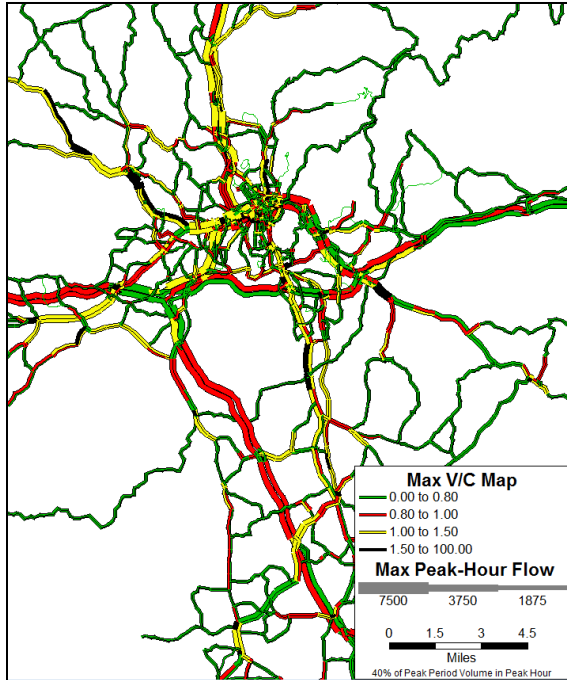 Max V/C Map
0.00 to 0.80
0.80 to 1.00
1.00 to 1.50
1.50 to 100.00
Max Peak-Hour Flow
7500 3750 1875
0 1.5 3 4.5
Miles
40% of Peak Period Volume in Peak Hour